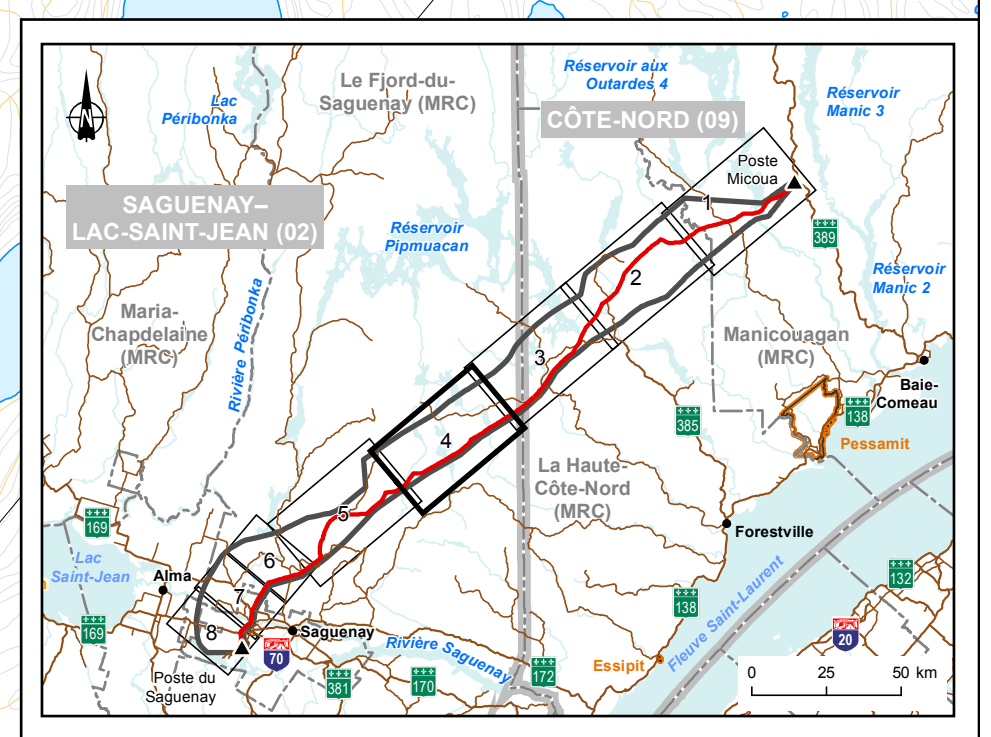 Le Fjord-du-
Saguenay (MRC)
Réservoir aux
Outardes 4
Réservoir
Manic 3
Lac
Péribonka
CÔTE-NORD (09)
Poste
Micoua
1
SAGUENAY–
LAC-SAINT-JEAN (02)
Réservoir
Pipmuacan
389
2
Réservoir
Manic 2
Rivière Péribonka
Maria-
Chapdelaine
(MRC)
Manicouagan
(MRC)
3
Baie-
Comeau
138
385
Pessamit
4
La Haute-
Côte-Nord
(MRC)
5
169
Forestville
Lac
Saint-Jean
Alma
6
7
132
138
Fleuve Saint-Laurent
169
8
Saguenay
70
Rivière Saguenay
20
Essipit
172
Poste du
Saguenay
381
170
0 25 50 km